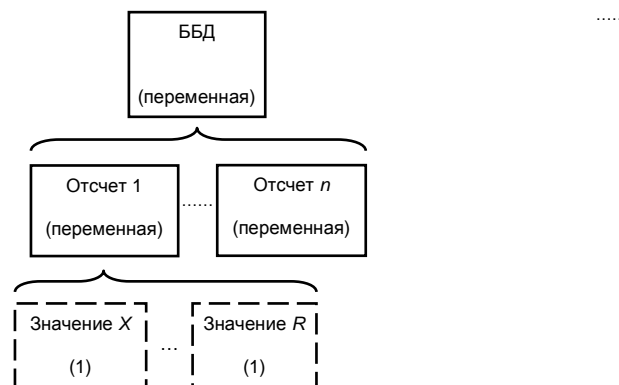 .....
ББД
(переменная)
Отсчет 1 ...... Отсчет n
(переменная) (переменная)
Значение X ... Значение R
(1) (1)